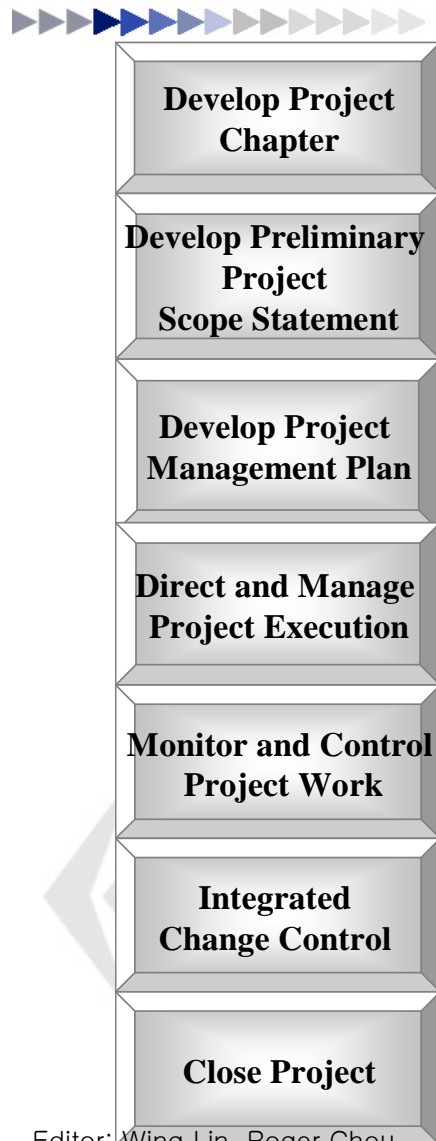 Develop Project
Chapter
Develop Preliminary
Project
Scope Statement
Develop Project
Management Plan
Direct and Manage
Project Execution
Monitor and Control
Project Work
Integrated
Change Control
Close Project
Editor: Wing Lin, Roger Chou